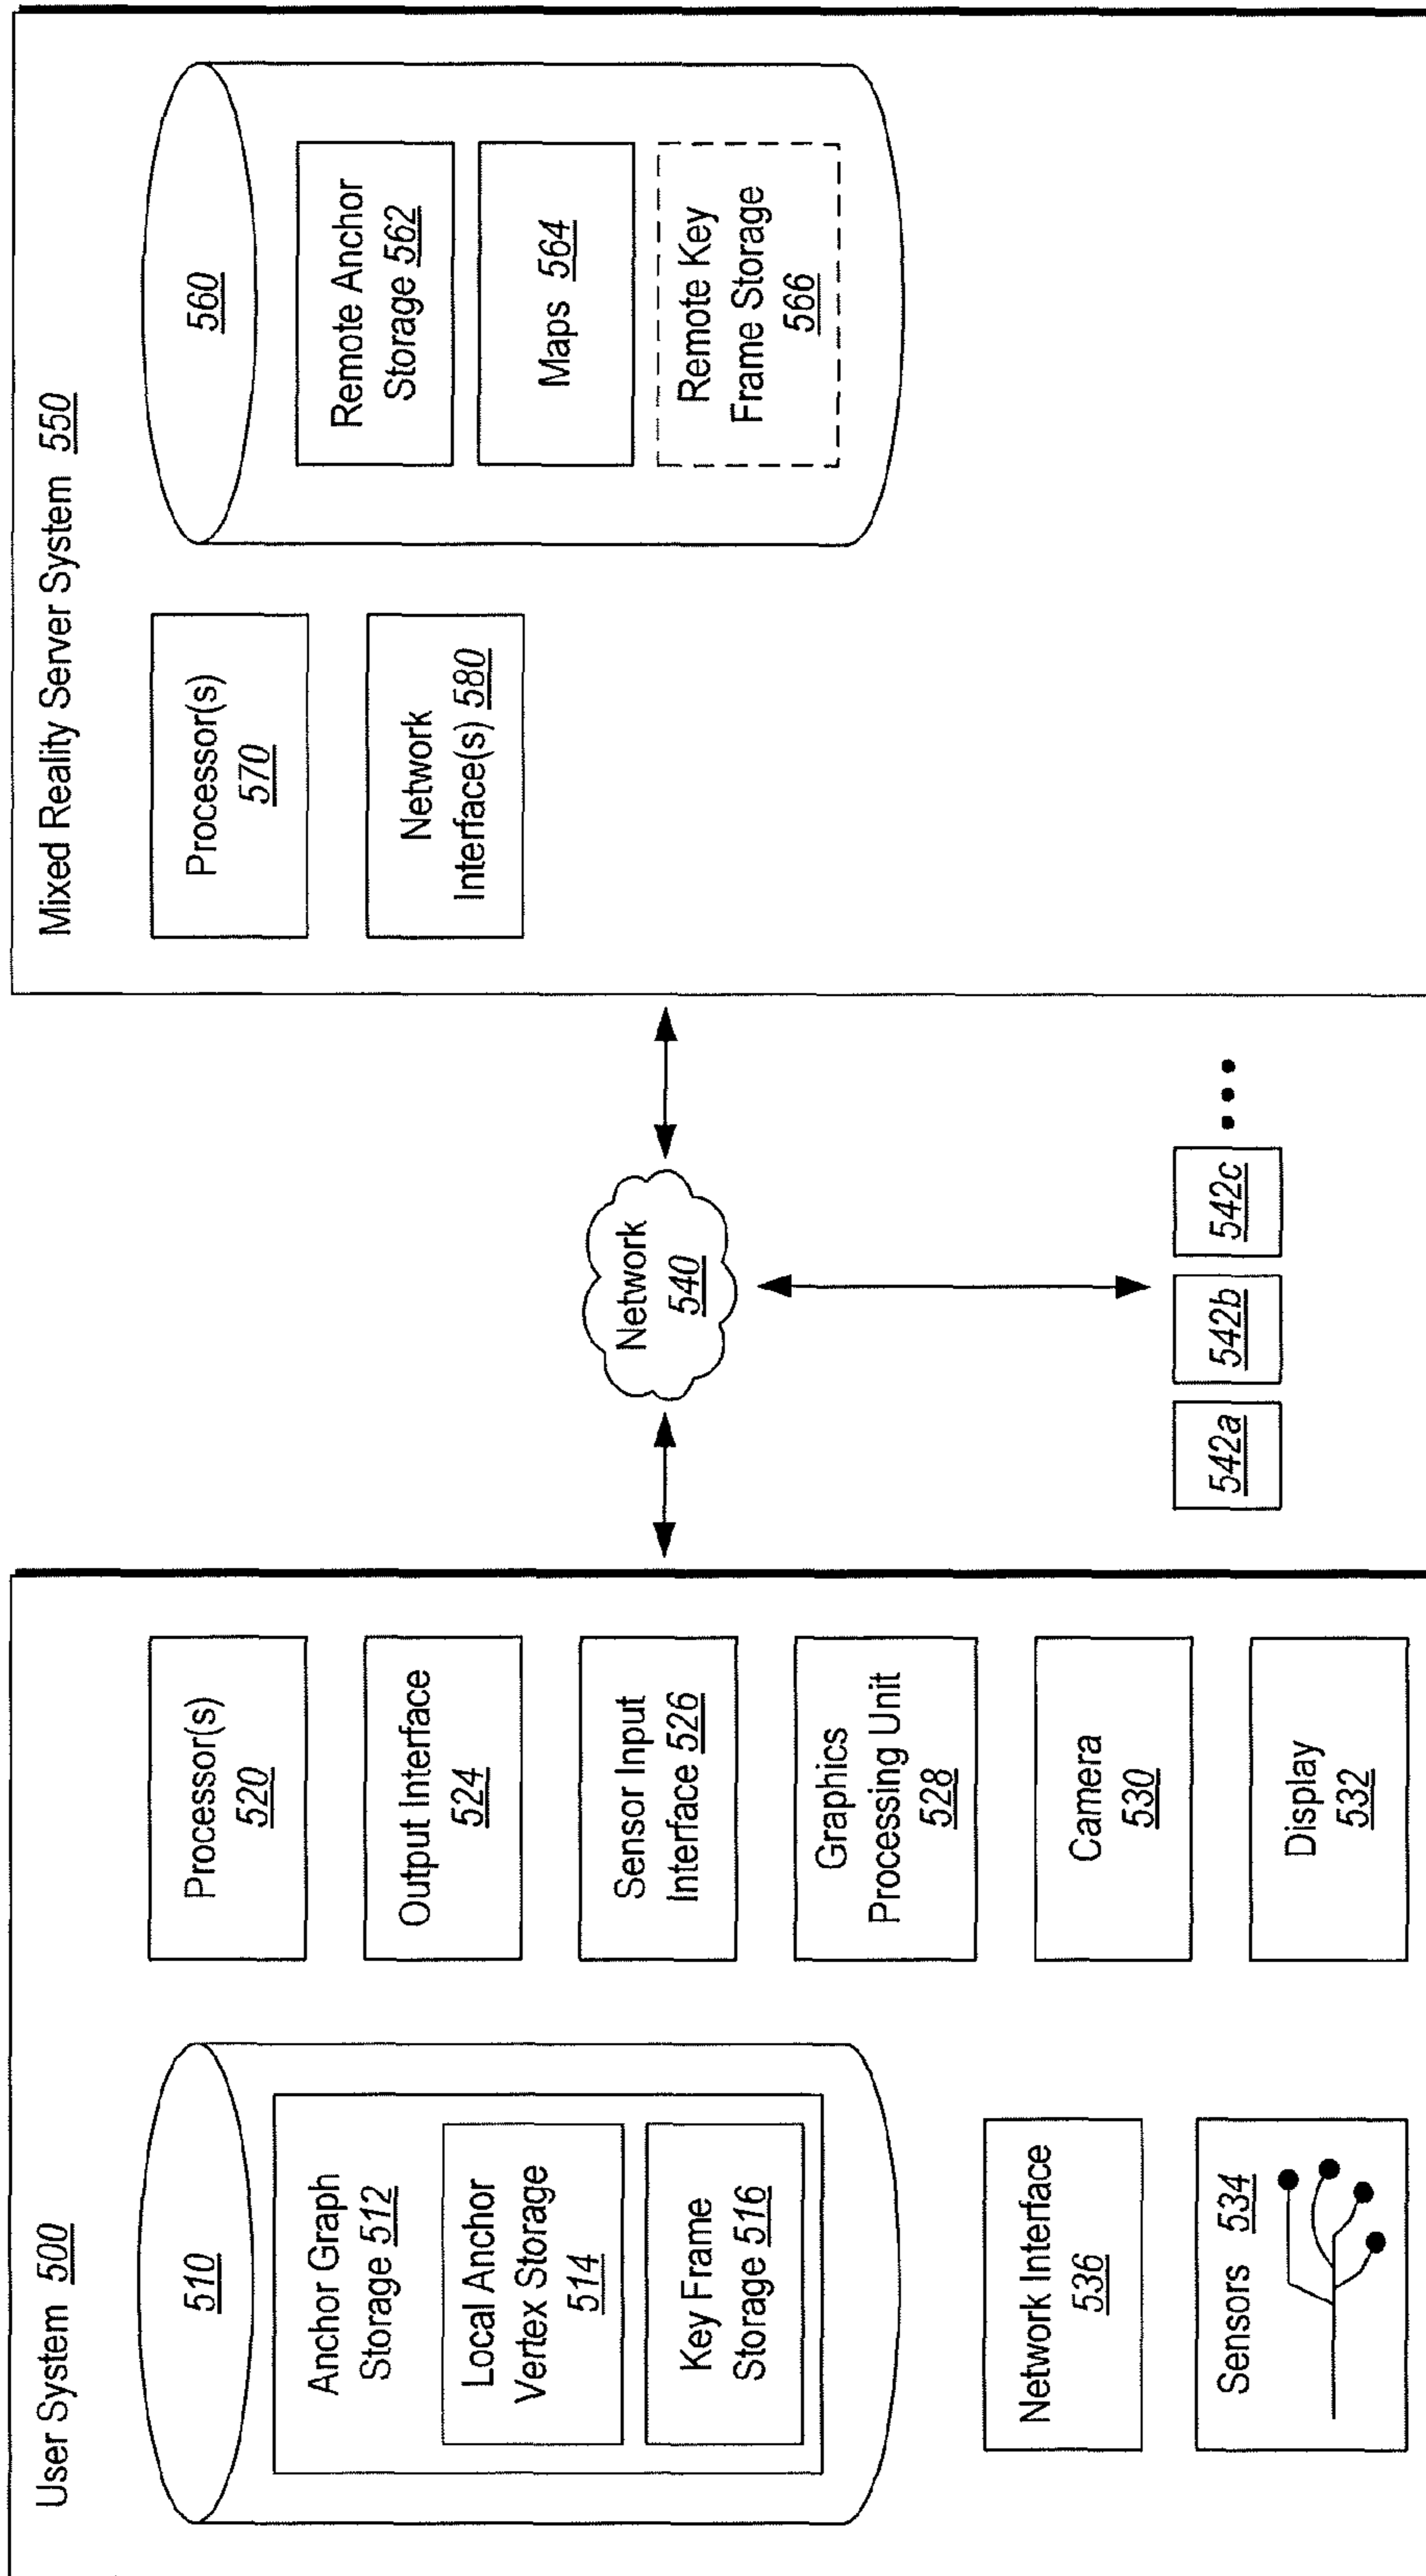 User System 500
510
Anchor Graph
Storage 512
Local Anchor
Vertex Storage
514
Key Frame
Storage 516
Network Interface
536
Sensors 534
Processor(s)
520
Output Interface
524
Sensor Input
Interface 526
Graphics
Processing Unit
528
Camera
530
Display
532
Network
540
542a
542b
542c
Mixed Reality Server System 550
Processor(s)
570
Network
Interface(s) 580
560
Remote Anchor
Storage 562
Maps 564
Remote Key
Frame Storage
566